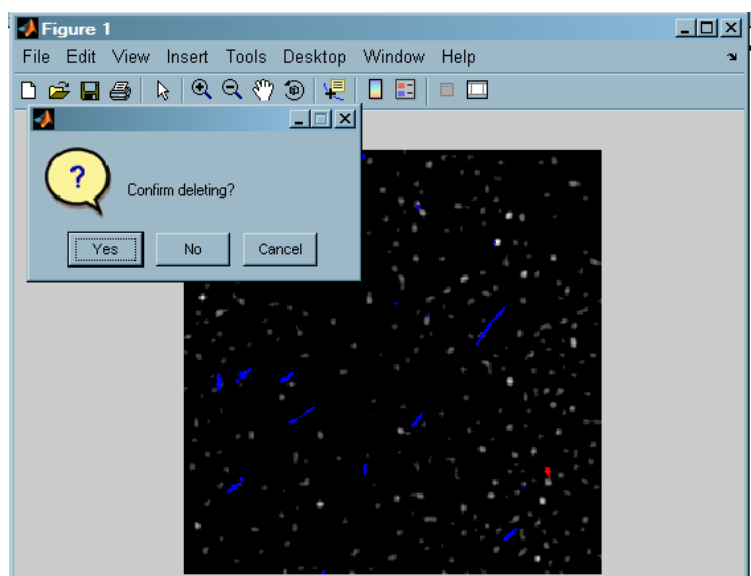 Figure 1
File Edit View Insert Tools Desktop Window Help
Confirm deleting?
Yes No Cancel